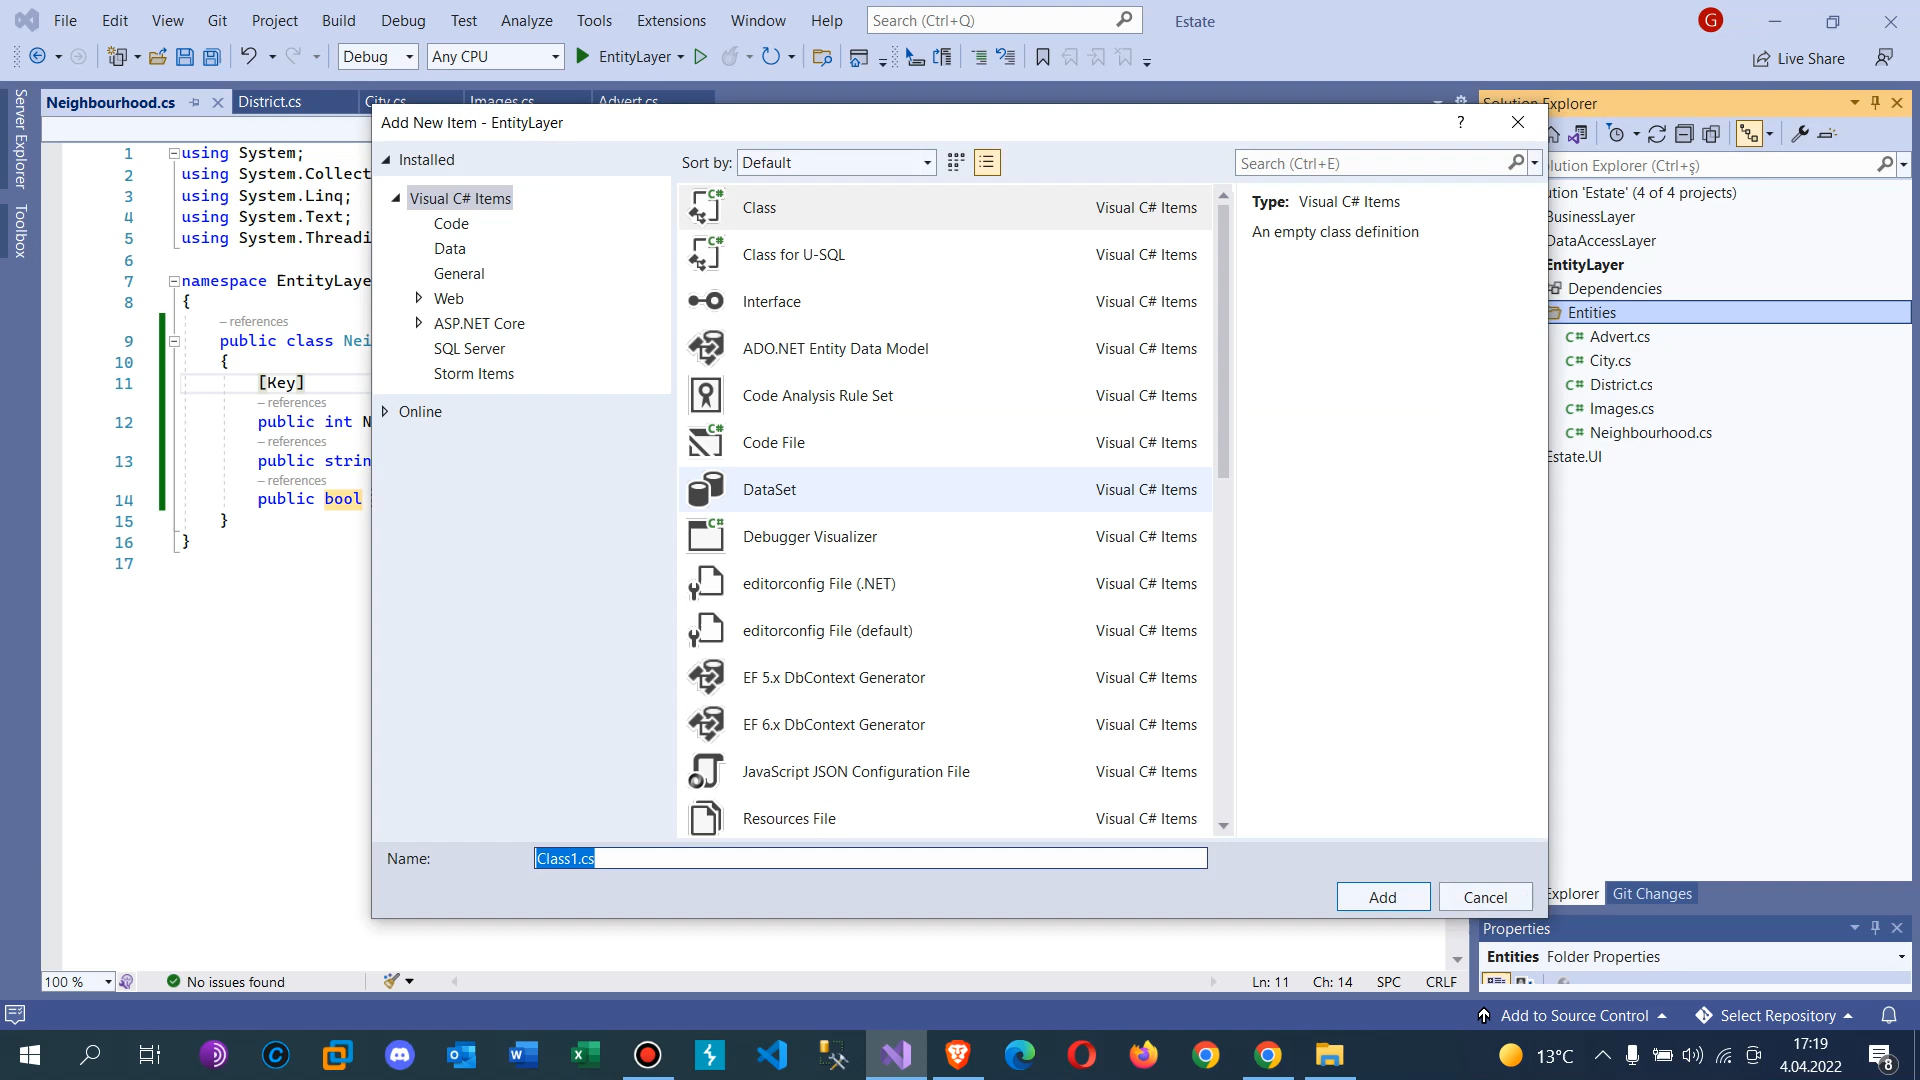 File Edit View Git Project Build Debug Test Analyze Tools Extensions Window Help Search (Ctrl+Q) Estate G
Debug Any CPU EntityLayer Live Share
Server Explorer
Toolbox
Neighbourhood.cs District.cs City.cs Images.cs Advert.cs
1 using System;
2 using System.Collect
3 using System.Linq;
4 using System.Text;
5 using System.Threadi
6
7 namespace EntityLaye
8 {
– references
9 public class Nei
10 {
11 [Key]
– references
12 public int N
– references
13 public strin
– references
14 public bool
15 }
16 }
17
Add New Item - EntityLayer ?
Installed
Visual C# Items
Code
Data
General
Web
ASP.NET Core
SQL Server
Storm Items
Online
Sort by: Default
Search (Ctrl+E)
Class Visual C# Items
Class for U-SQL Visual C# Items
Interface Visual C# Items
ADO.NET Entity Data Model Visual C# Items
Code Analysis Rule Set Visual C# Items
Code File Visual C# Items
DataSet Visual C# Items
Debugger Visualizer Visual C# Items
editorconfig File (.NET) Visual C# Items
editorconfig File (default) Visual C# Items
EF 5.x DbContext Generator Visual C# Items
EF 6.x DbContext Generator Visual C# Items
JavaScript JSON Configuration File Visual C# Items
Resources File Visual C# Items
Type: Visual C# Items
An empty class definition
Name: Class1.cs
Add Cancel
Solution Explorer
olution Explorer (Ctrl+ş)
ution 'Estate' (4 of 4 projects)
BusinessLayer
DataAccessLayer
EntityLayer
Dependencies
Entities
C# Advert.cs
C# City.cs
C# District.cs
C# Images.cs
C# Neighbourhood.cs
Estate.UI
Explorer Git Changes
Properties
Entities Folder Properties
100 % No issues found Ln: 11 Ch: 14 SPC CRLF
Add to Source Control Select Repository
13°C 17:19
4.04.2022
8